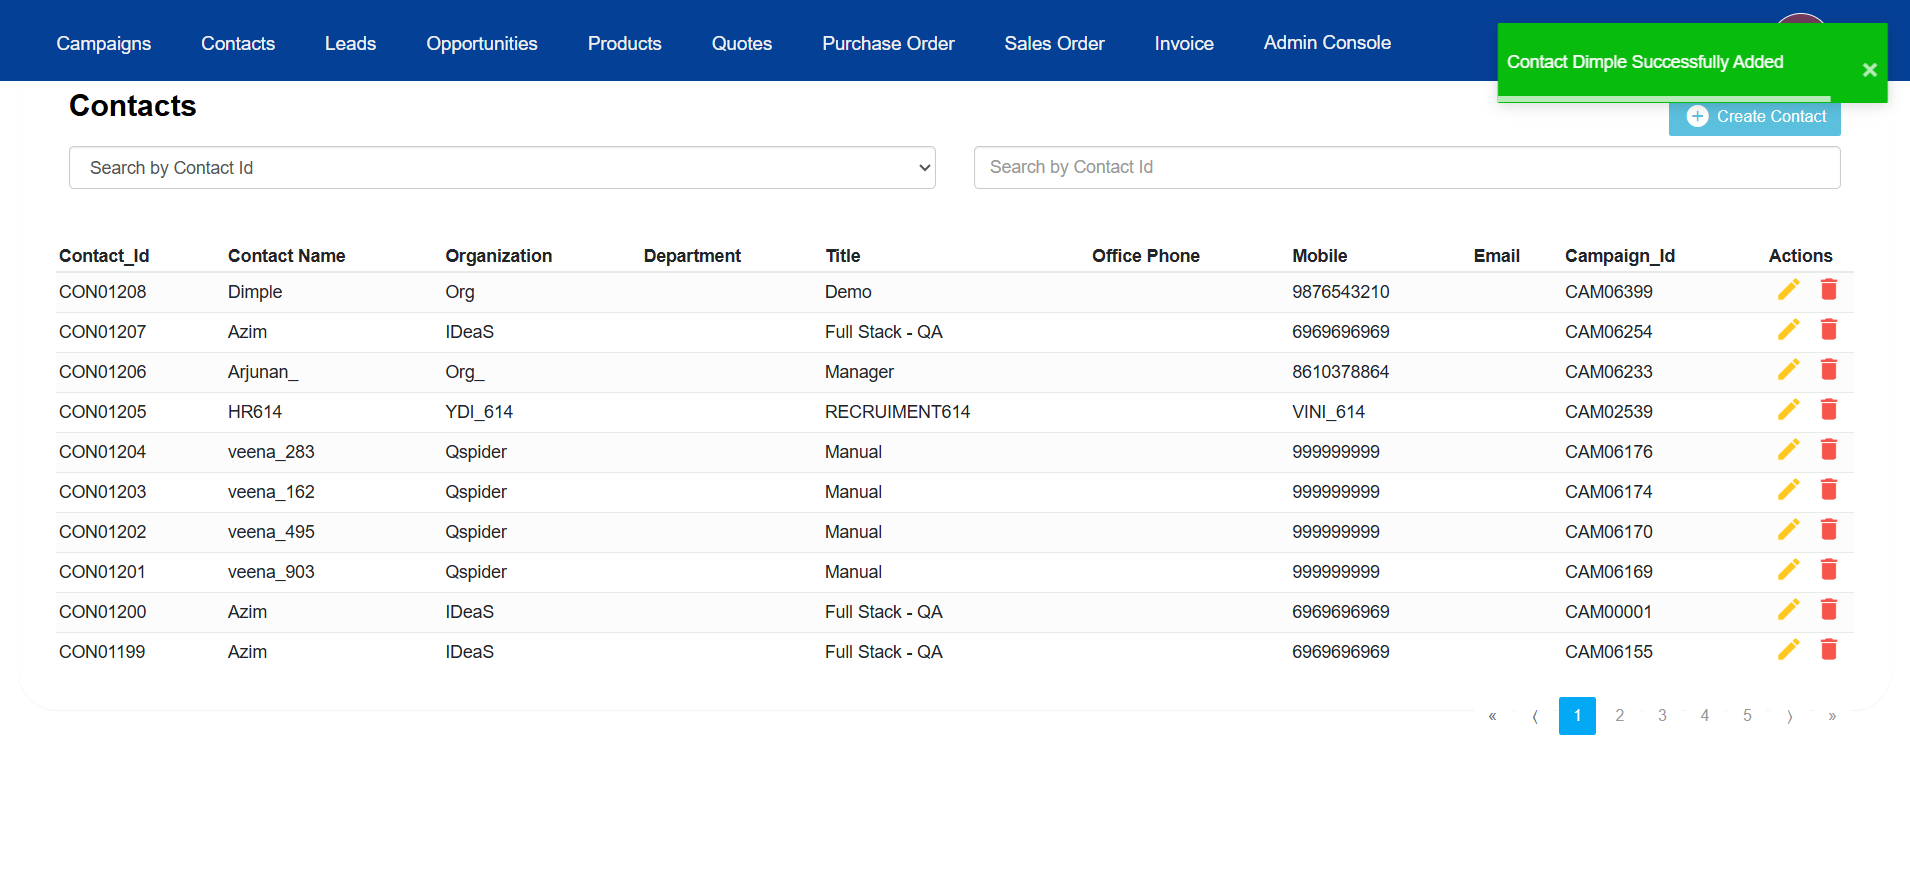 Campaigns Contacts Leads Opportunities Products Quotes Purchase Order Sales Order Invoice Admin Console
Contact Dimple Successfully Added ×
Contacts
Create Contact
Search by Contact Id Search by Contact Id
Contact_Id Contact Name Organization Department Title Office Phone Mobile Email Campaign_Id Actions
CON01208 Dimple Org Demo 9876543210 CAM06399
CON01207 Azim IDeaS Full Stack - QA 6969696969 CAM06254
CON01206 Arjunan_ Org_ Manager 8610378864 CAM06233
CON01205 HR614 YDI_614 RECRUIMENT614 VINI_614 CAM02539
CON01204 veena_283 Qspider Manual 999999999 CAM06176
CON01203 veena_162 Qspider Manual 999999999 CAM06174
CON01202 veena_495 Qspider Manual 999999999 CAM06170
CON01201 veena_903 Qspider Manual 999999999 CAM06169
CON01200 Azim IDeaS Full Stack - QA 6969696969 CAM00001
CON01199 Azim IDeaS Full Stack - QA 6969696969 CAM06155
« ⟨ 1 2 3 4 5 ⟩ »